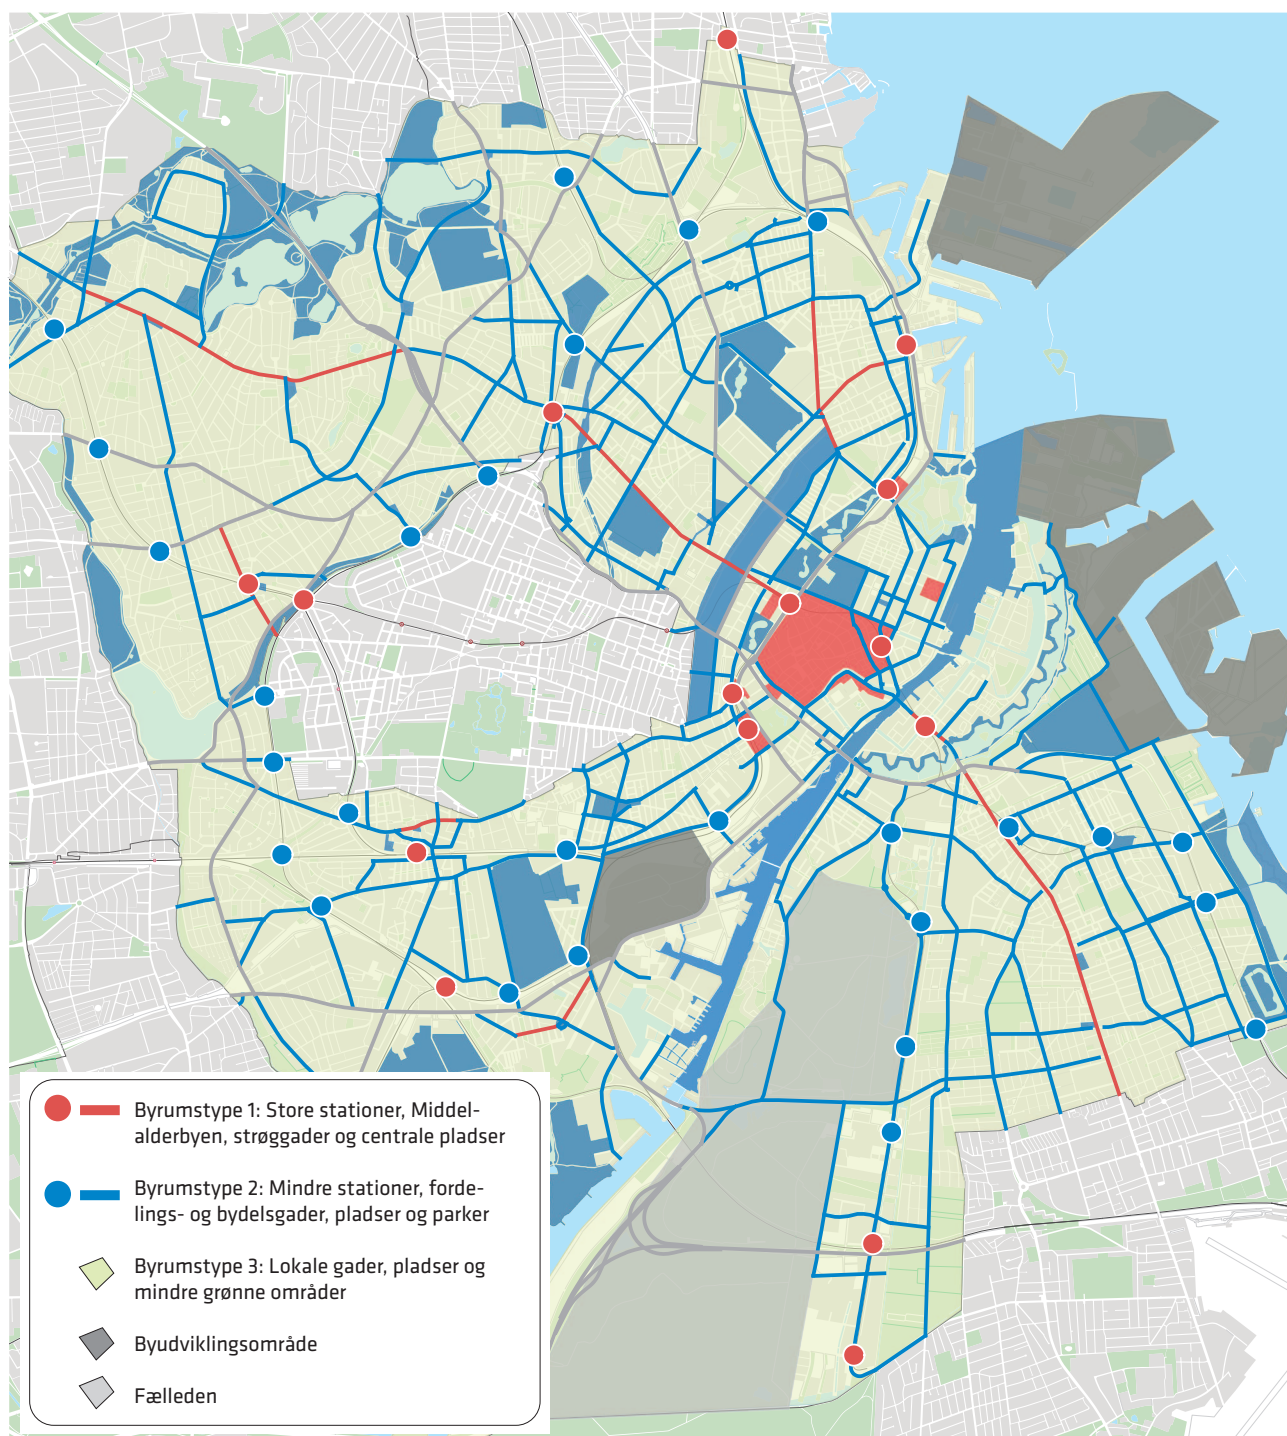 Byrumstype 1: Store stationer, Middel-
alderbyen, strøggader og centrale pladser
Byrumstype 2: Mindre stationer, forde-
lings- og bydelsgader, pladser og parker
Byrumstype 3: Lokale gader, pladser og
mindre grønne områder
Byudviklingsområde
Fælleden